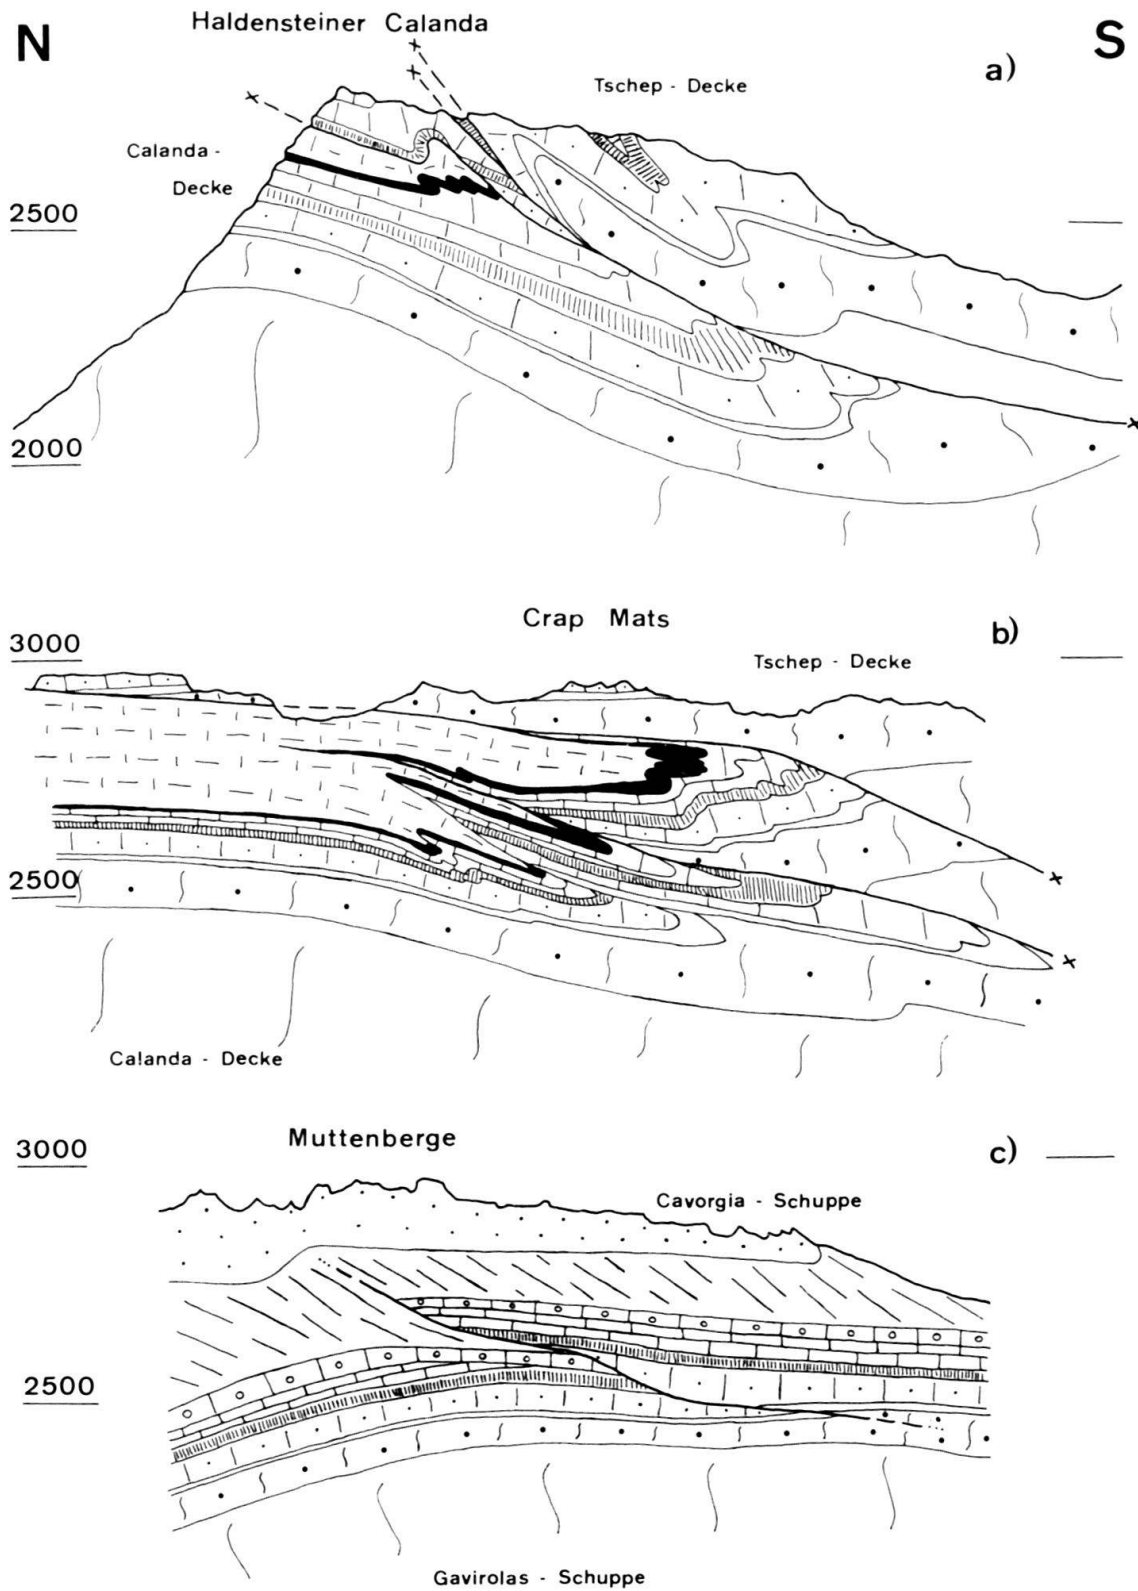 N
Haldensteiner Calanda
S
a)
Tschep - Decke
Calanda -
Decke
2500
2000
Crap Mats
b)
3000
Tschep - Decke
2500
Calanda - Decke
Muttenberge
c)
3000
Cavorgia - Schuppe
2500
Gavirolas - Schuppe